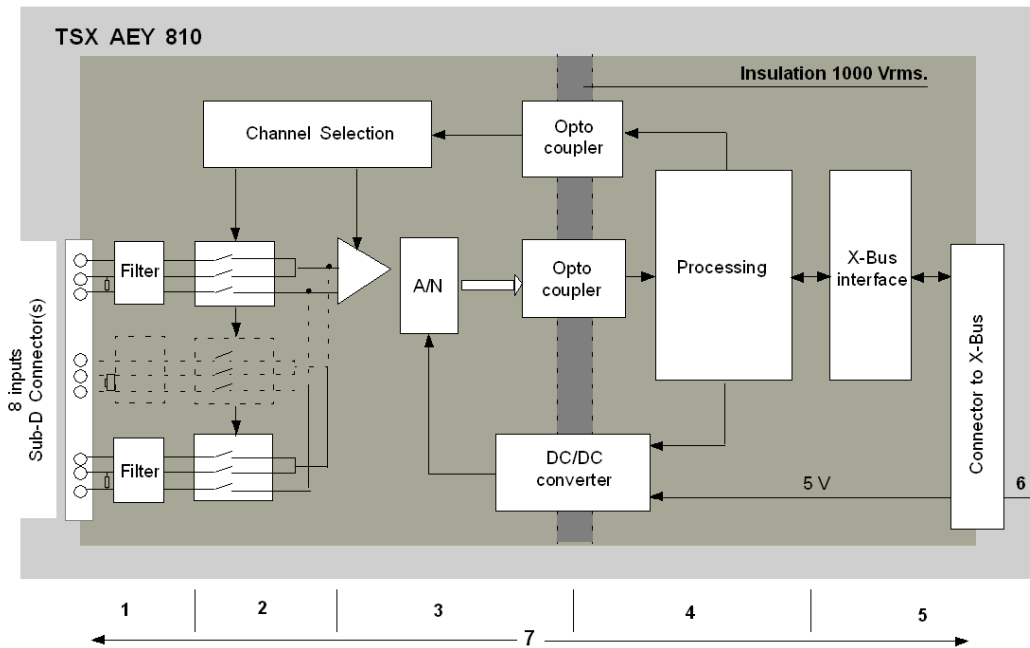 TSX AEY 810
Insulation 1000 Vrms.
Channel Selection
Opto
coupler
Filter
A/N
Opto
coupler
Processing
X-Bus
interface
8 inputs
Sub-D Connector(s)
Connector to X-Bus
Filter
DC/DC
converter
5 V
6
1
2
3
4
5
7